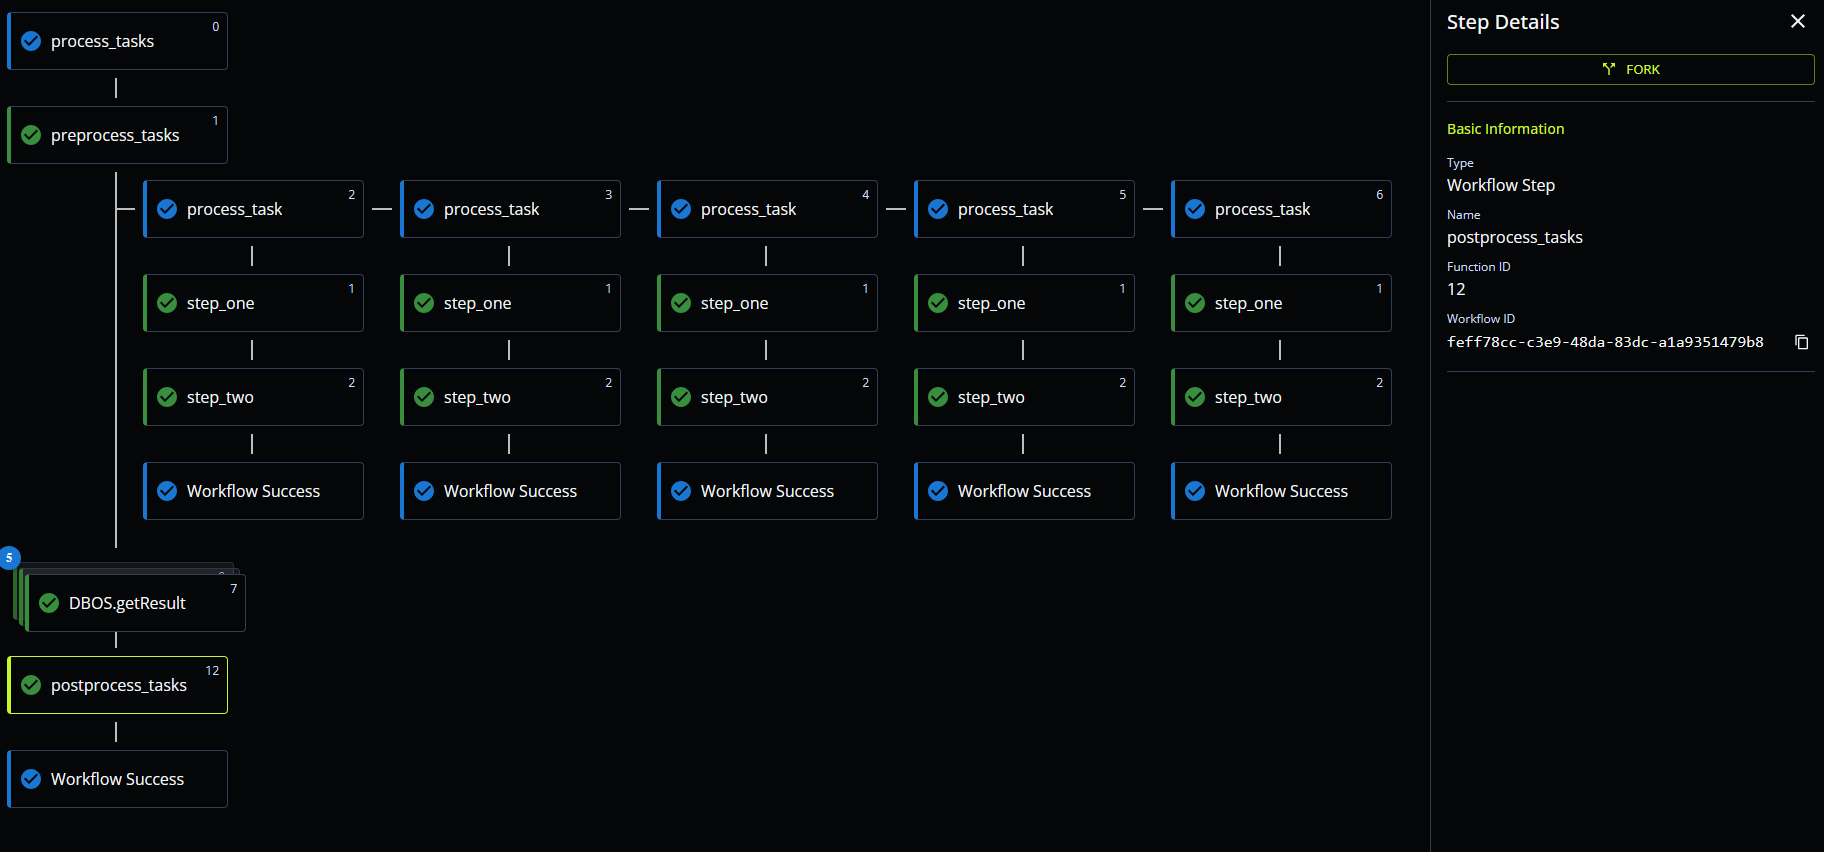 process_tasks 0
preprocess_tasks 1
process_task 2
process_task 3
process_task 4
process_task 5
process_task 6
step_one 1
step_one 1
step_one 1
step_one 1
step_one 1
step_two 2
step_two 2
step_two 2
step_two 2
step_two 2
Workflow Success
Workflow Success
Workflow Success
Workflow Success
Workflow Success
5
DBOS.getResult 7
postprocess_tasks 12
Workflow Success
Step Details
FORK
Basic Information
Type
Workflow Step
Name
postprocess_tasks
Function ID
12
Workflow ID
feff78cc-c3e9-48da-83dc-a1a9351479b8